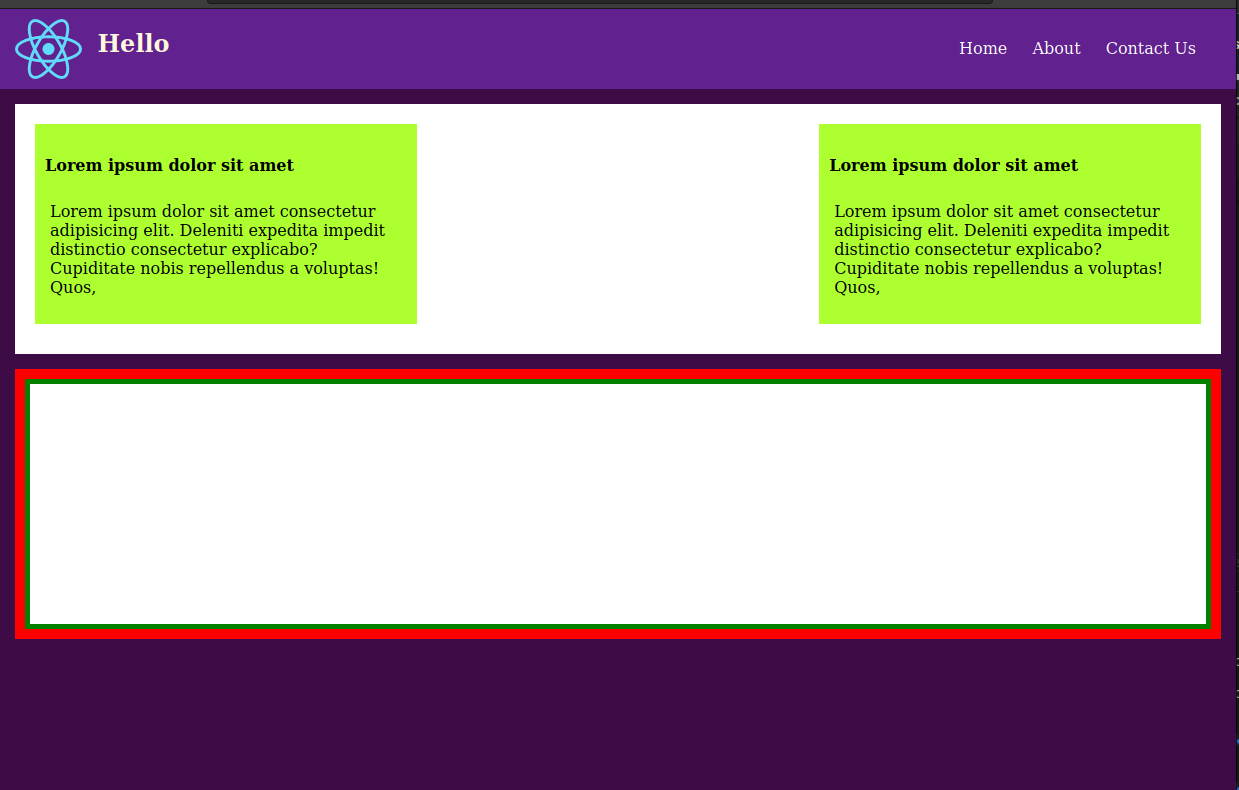 Hello
Home About Contact Us
Lorem ipsum dolor sit amet
Lorem ipsum dolor sit amet consectetur
adipisicing elit. Deleniti expedita impedit
distinctio consectetur explicabo?
Cupiditate nobis repellendus a voluptas!
Quos,
Lorem ipsum dolor sit amet
Lorem ipsum dolor sit amet consectetur
adipisicing elit. Deleniti expedita impedit
distinctio consectetur explicabo?
Cupiditate nobis repellendus a voluptas!
Quos,